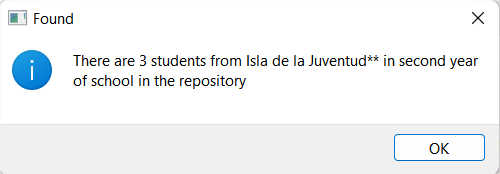 Found
There are 3 students from Isla de la Juventud** in second year
of school in the repository
OK